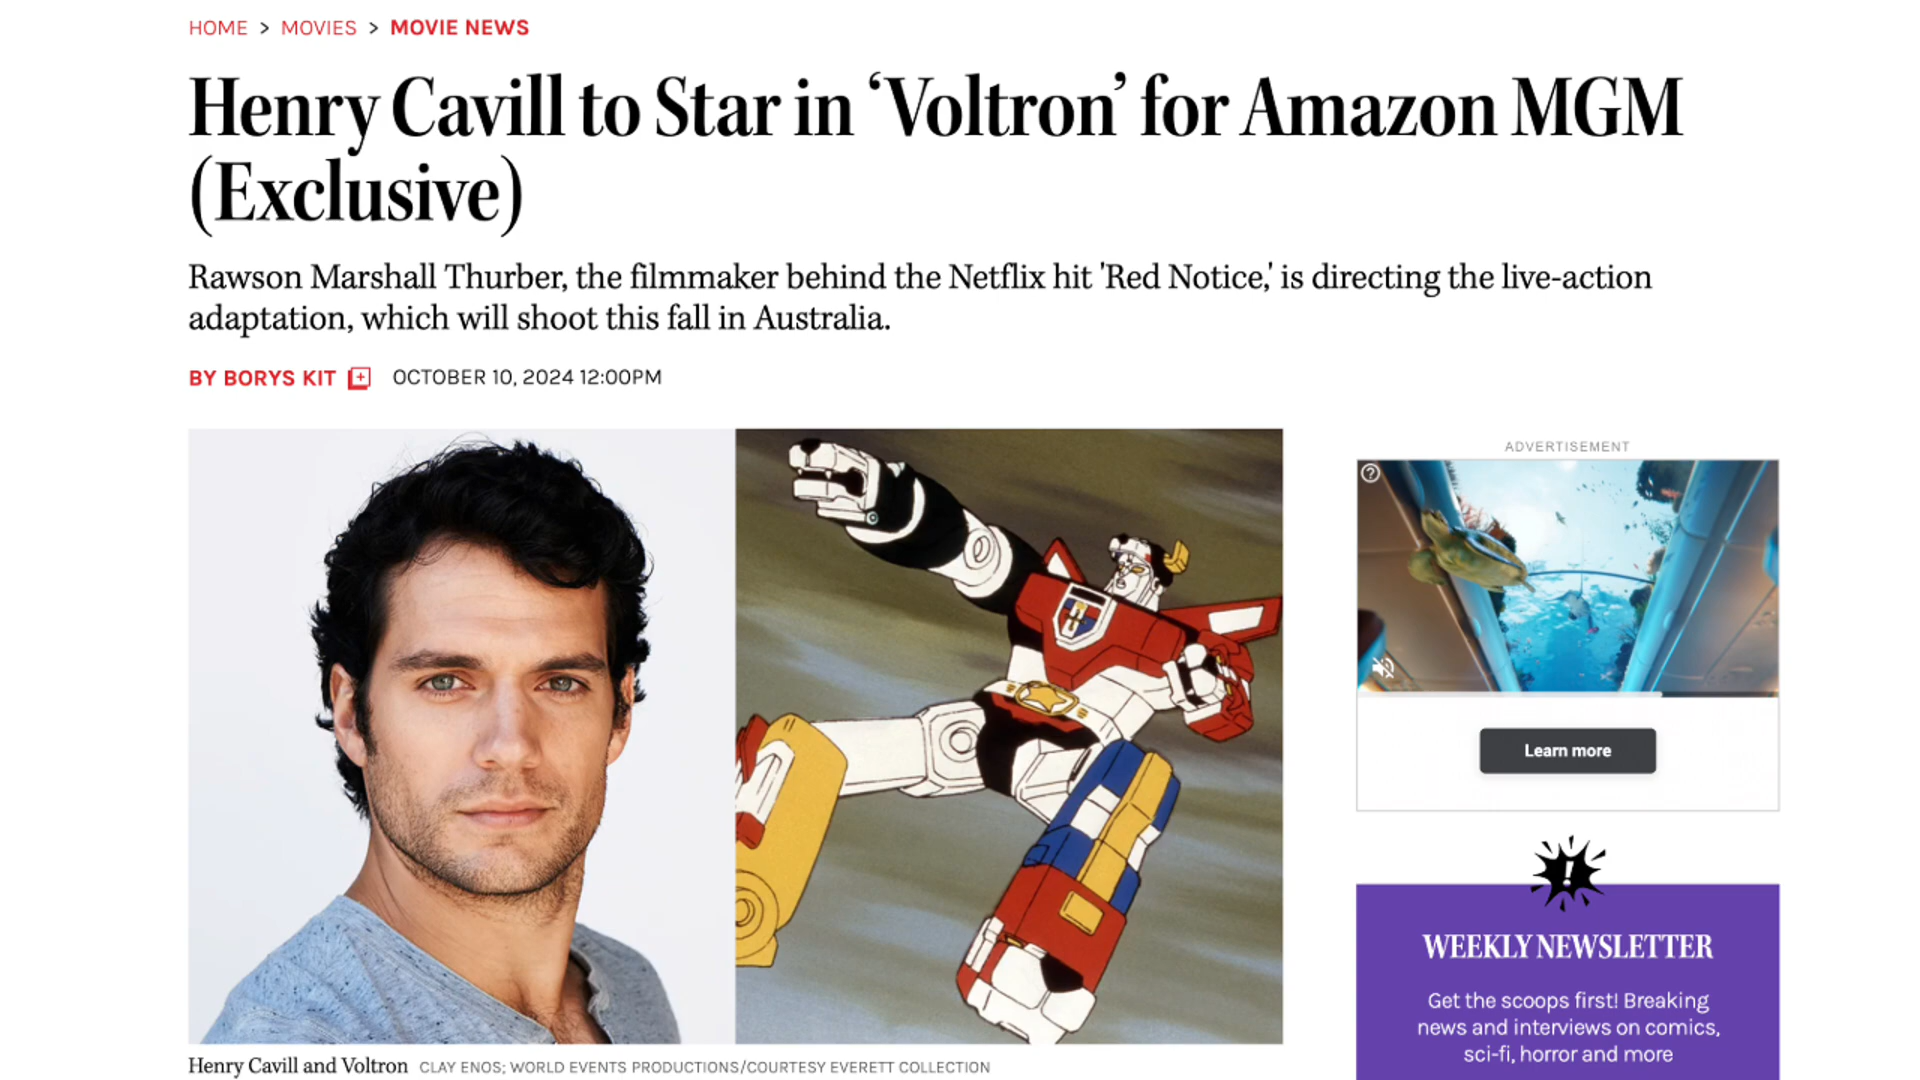 HOME > MOVIES > MOVIE NEWS
Henry Cavill to Star in ‘Voltron’ for Amazon MGM
(Exclusive)
Rawson Marshall Thurber, the filmmaker behind the Netflix hit 'Red Notice,' is directing the live-action
adaptation, which will shoot this fall in Australia.
BY BORYS KIT + OCTOBER 10, 2024 12:00PM
ADVERTISEMENT
?
Learn more
!
WEEKLY NEWSLETTER
Get the scoops first! Breaking
news and interviews on comics,
sci-fi, horror and more
Henry Cavill and Voltron CLAY ENOS; WORLD EVENTS PRODUCTIONS/COURTESY EVERETT COLLECTION